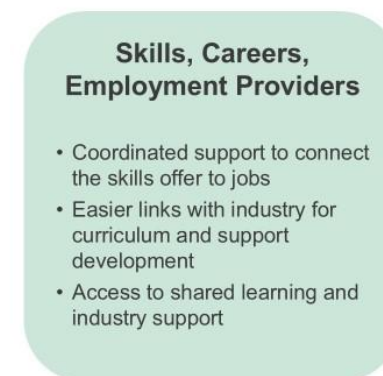 Skills, Careers,
Employment Providers
• Coordinated support to connect
the skills offer to jobs
• Easier links with industry for
curriculum and support
development
• Access to shared learning and
industry support